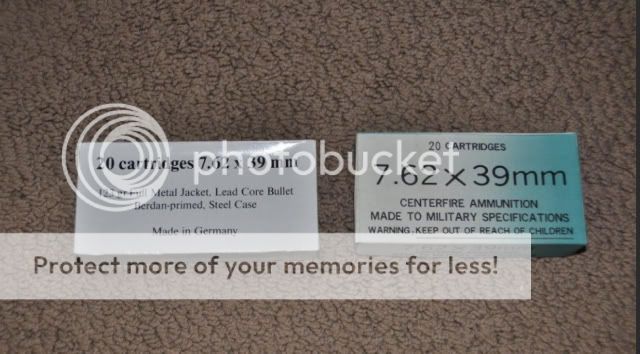 20 cartridges 7.62 x 39 mm
123 gr Full Metal Jacket, Lead Core Bullet
Berdan-primed, Steel Case
Made in Germany
20 CARTRIDGES
7.62×39mm
CENTERFIRE AMMUNITION
MADE TO MILITARY SPECIFICATIONS
WARNING, KEEP OUT OF REACH OF CHILDREN
photobucket
Protect more of your memories for less!